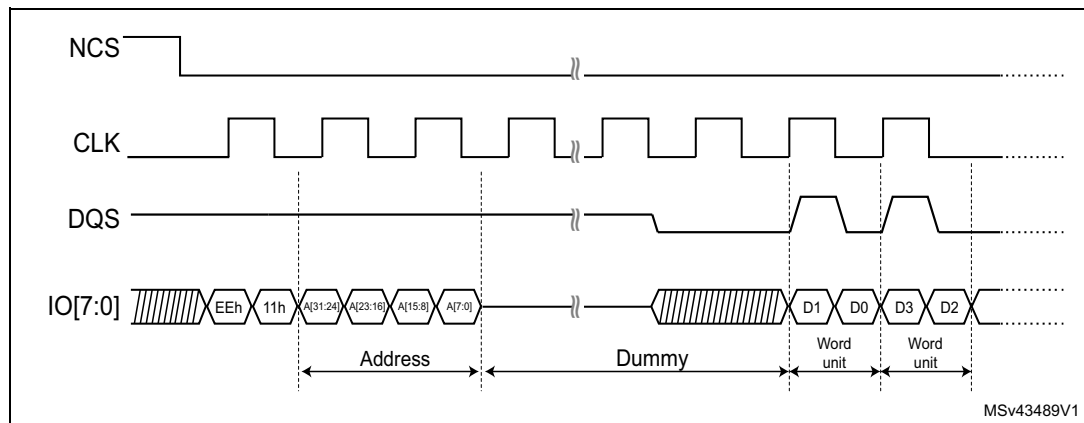 NCS
CLK
DQS
IO[7:0]
EEh 11h A[31:24] A[23:16] A[15:8] A[7:0] D1 D0 D3 D2
Address Dummy Word unit Word unit
MSv43489V1